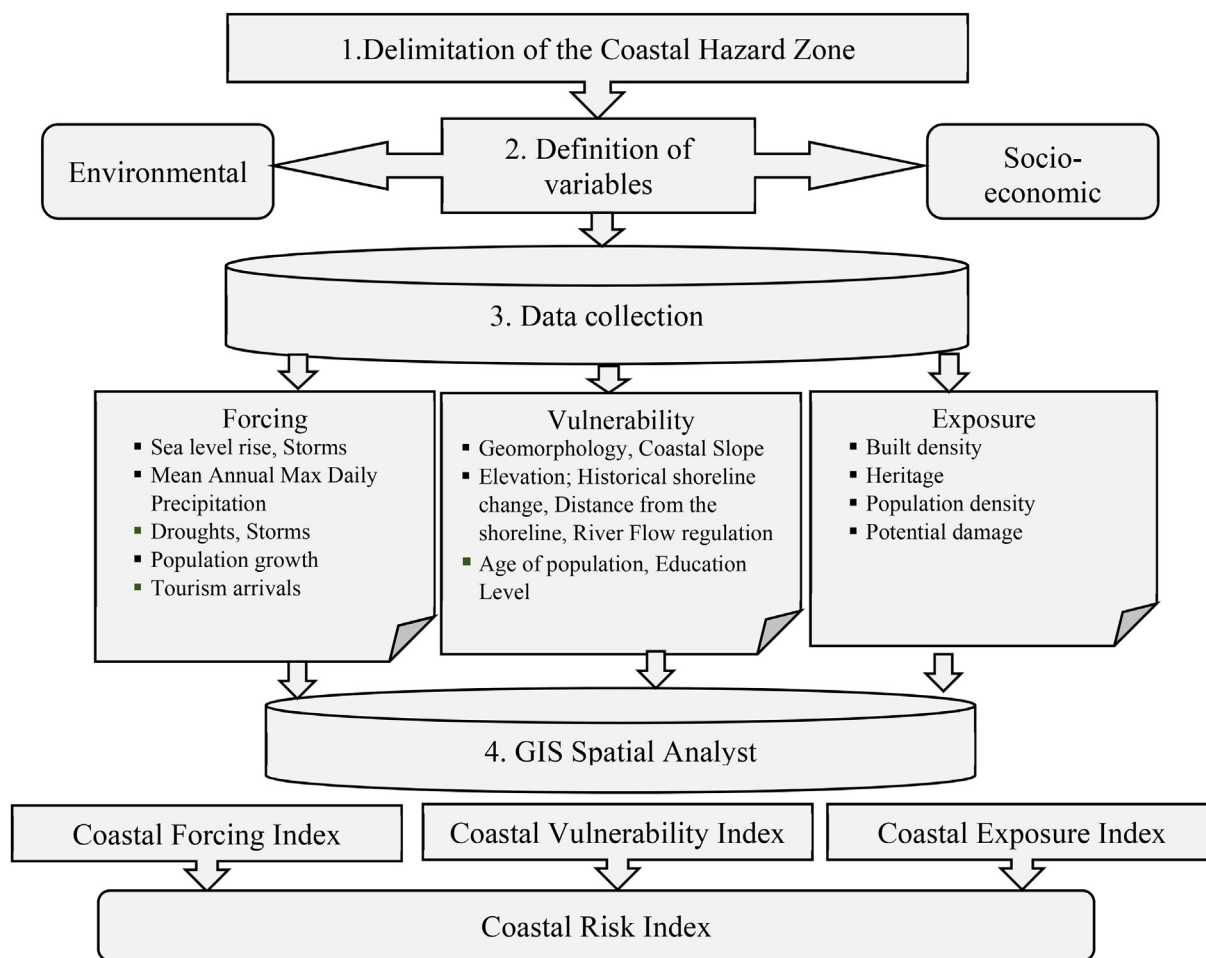 1.Delimitation of the Coastal Hazard Zone
Environmental
2. Definition of
variables
Socio-
economic
3. Data collection
Forcing
▪ Sea level rise, Storms
▪ Mean Annual Max Daily
Precipitation
▪ Droughts, Storms
▪ Population growth
▪ Tourism arrivals
Vulnerability
▪ Geomorphology, Coastal Slope
▪ Elevation; Historical shoreline
change, Distance from the
shoreline, River Flow regulation
▪ Age of population, Education
Level
Exposure
▪ Built density
▪ Heritage
▪ Population density
▪ Potential damage
4. GIS Spatial Analyst
Coastal Forcing Index
Coastal Vulnerability Index
Coastal Exposure Index
Coastal Risk Index